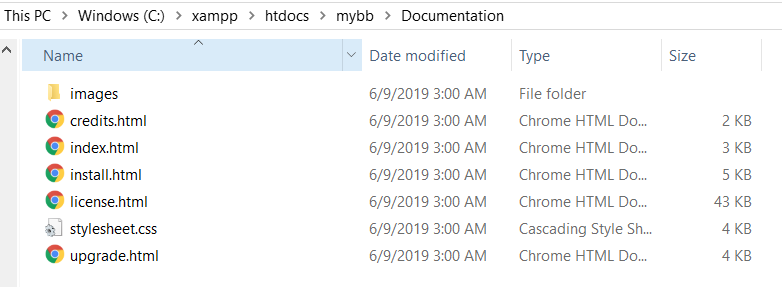 This PC > Windows (C:) > xampp > htdocs > mybb > Documentation
Name Date modified Type Size
images 6/9/2019 3:00 AM File folder
credits.html 6/9/2019 3:00 AM Chrome HTML Do... 2 KB
index.html 6/9/2019 3:00 AM Chrome HTML Do... 3 KB
install.html 6/9/2019 3:00 AM Chrome HTML Do... 5 KB
license.html 6/9/2019 3:00 AM Chrome HTML Do... 43 KB
stylesheet.css 6/9/2019 3:00 AM Cascading Style Sh... 4 KB
upgrade.html 6/9/2019 3:00 AM Chrome HTML Do... 4 KB